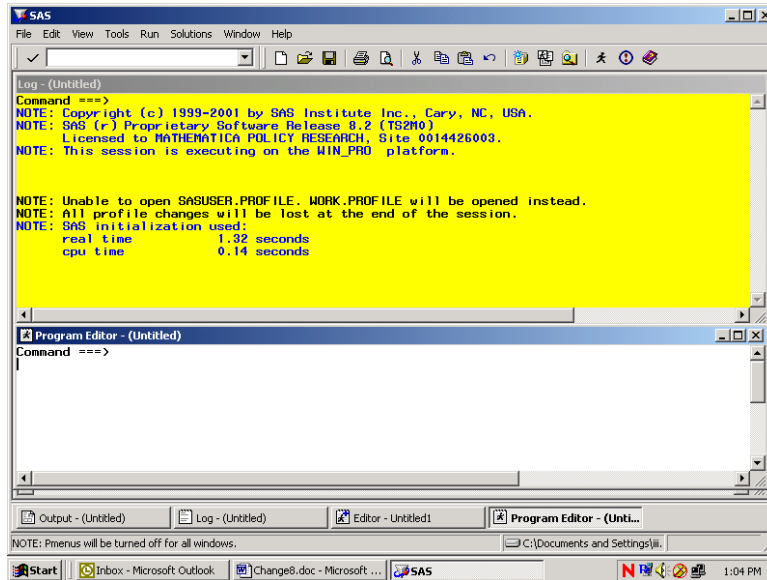 SAS
File Edit View Tools Run Solutions Window Help
Log - (Untitled)
Command ===>
NOTE: Copyright (c) 1999-2001 by SAS Institute Inc., Cary, NC, USA.
NOTE: SAS (r) Proprietary Software Release 8.2 (TS2M0)
Licensed to MATHEMATICA POLICY RESEARCH, Site 0014426003.
NOTE: This session is executing on the WIN_PRO platform.
NOTE: Unable to open SASUSER.PROFILE. WORK.PROFILE will be opened instead.
NOTE: All profile changes will be lost at the end of the session.
NOTE: SAS initialization used:
real time 1.32 seconds
cpu time 0.14 seconds
Program Editor - (Untitled)
Command ===>
Output - (Untitled) Log - (Untitled) Editor - Untitled1 Program Editor - (Unti...
NOTE: Pmenus will be turned off for all windows. C:\Documents and Settings\iii.
Start Inbox - Microsoft Outlook Change8.doc - Microsoft ... SAS N 1:04 PM